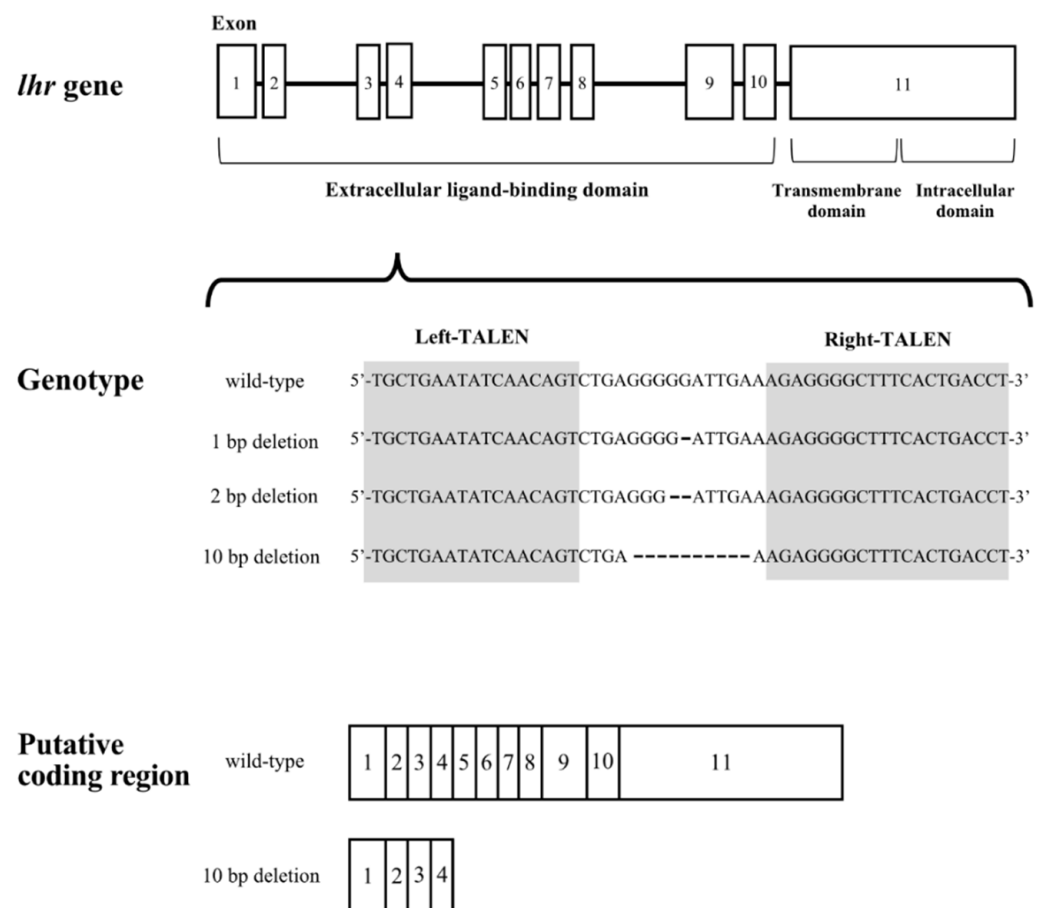 Exon
lhr gene
1 2 3 4 5 6 7 8 9 10 11
Extracellular ligand-binding domain
Transmembrane domain
Intracellular domain
Left-TALEN
Right-TALEN
Genotype
wild-type 5’-TGCTGAATATCAACAGTCTGAGGGGGATTGAAAGAGGGGCTTTCACTGACCT-3’
1 bp deletion 5’-TGCTGAATATCAACAGTCTGAGGGG-ATTGAAAGAGGGGCTTTCACTGACCT-3’
2 bp deletion 5’-TGCTGAATATCAACAGTCTGAGGG--ATTGAAAGAGGGGCTTTCACTGACCT-3’
10 bp deletion 5’-TGCTGAATATCAACAGTCTGA----------AAGAGGGGCTTTCACTGACCT-3’
Putative
coding region
wild-type 1 2 3 4 5 6 7 8 9 10 11
10 bp deletion 1 2 3 4